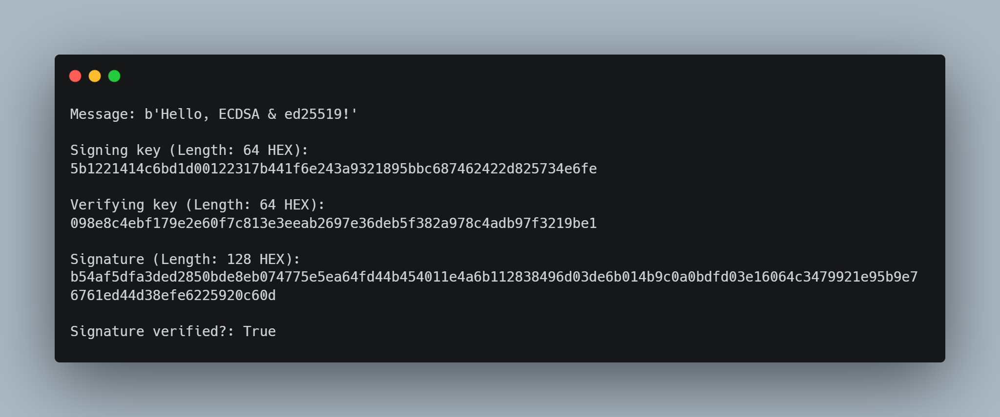 Message: b'Hello, ECDSA & ed25519!'
Signing key (Length: 64 HEX):
5b1221414c6bd1d00122317b441f6e243a9321895bbc687462422d825734e6fe
Verifying key (Length: 64 HEX):
098e8c4ebf179e2e60f7c813e3eeab2697e36deb5f382a978c4adb97f3219be1
Signature (Length: 128 HEX):
b54af5dfa3ded2850bde8eb074775e5ea64fd44b454011e4a6b112838496d03de6b014b9c0a0bdfd03e16064c3479921e95b9e7
6761ed44d38efe6225920c60d
Signature verified?: True